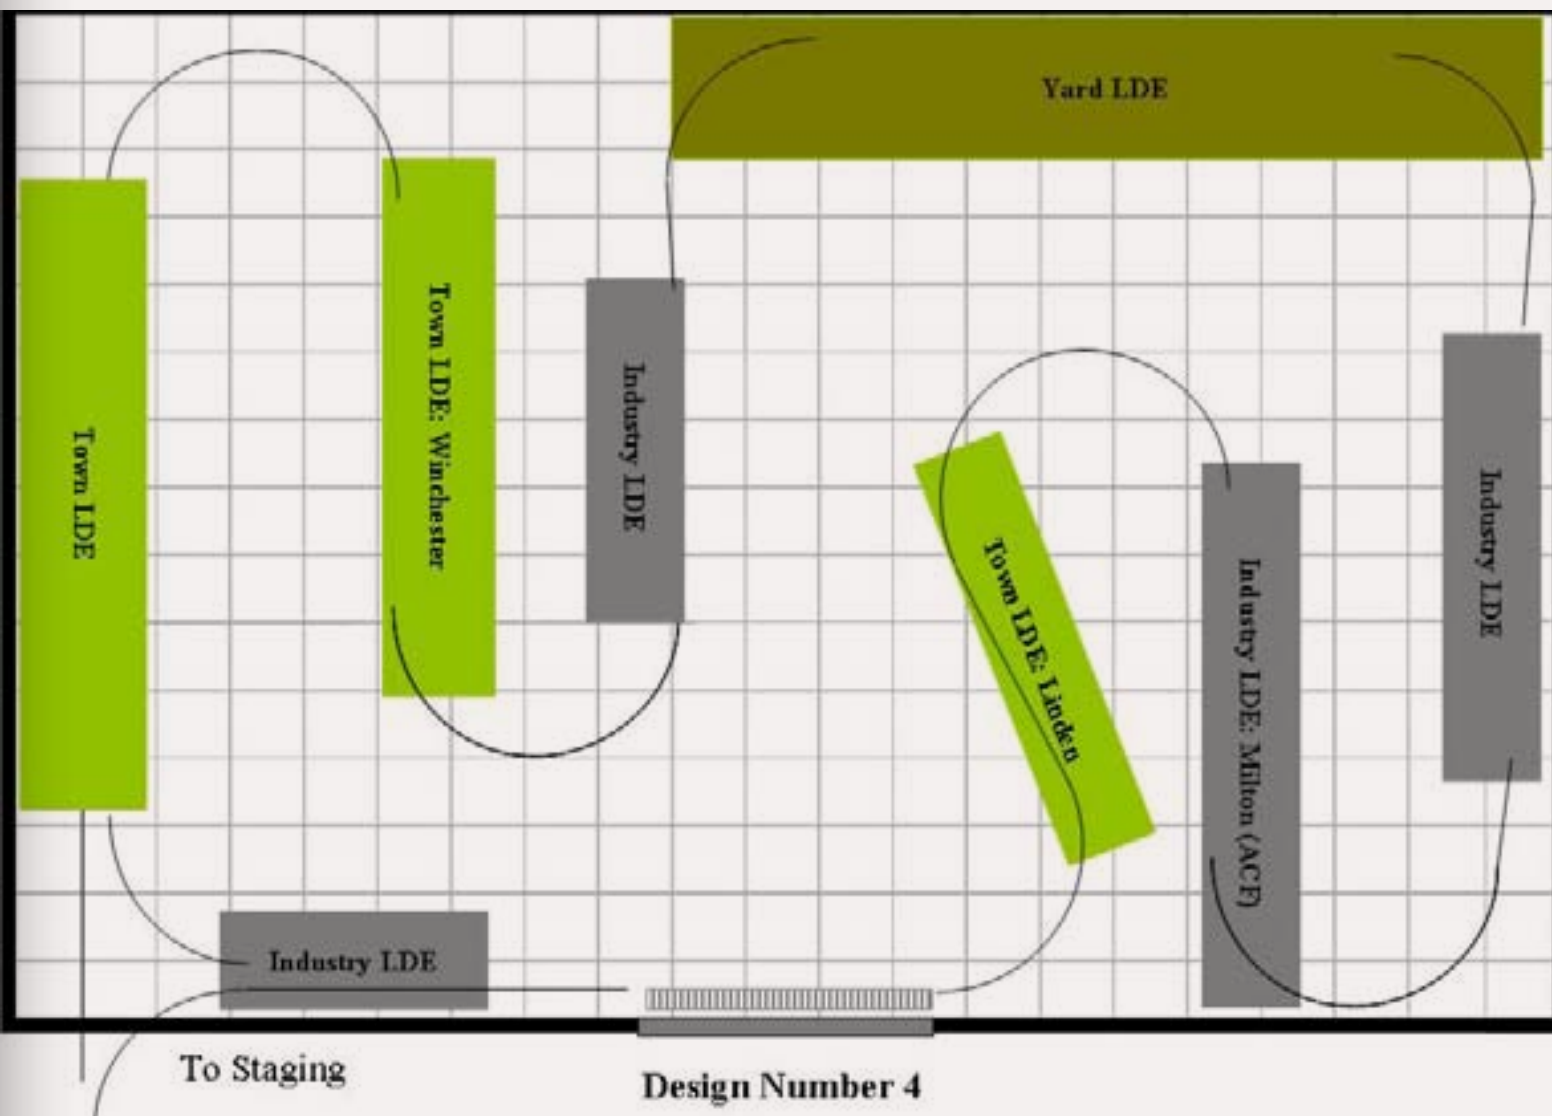 Yard LDE
Town LDE
Town LDE: Winchester
Industry LDE
Town LDE: Linden
Industry LDE: Milton (ACF)
Industry LDE
Industry LDE
To Staging
Design Number 4